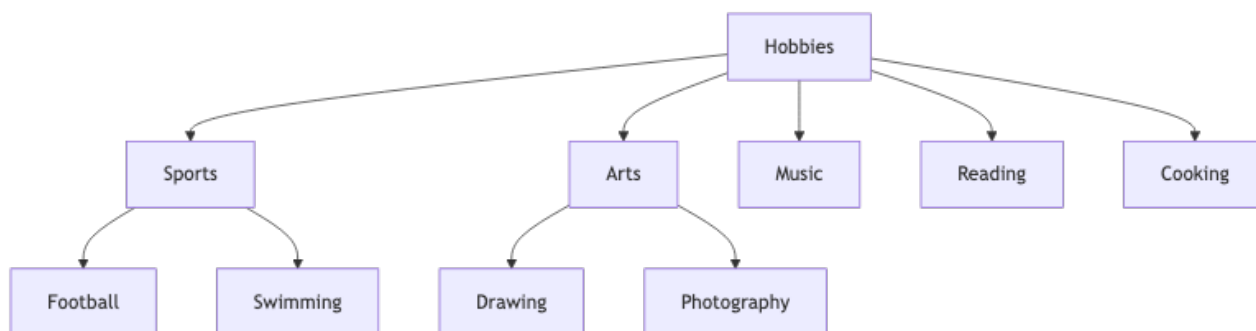 Hobbies
Sports
Arts
Music
Reading
Cooking
Football
Swimming
Drawing
Photography